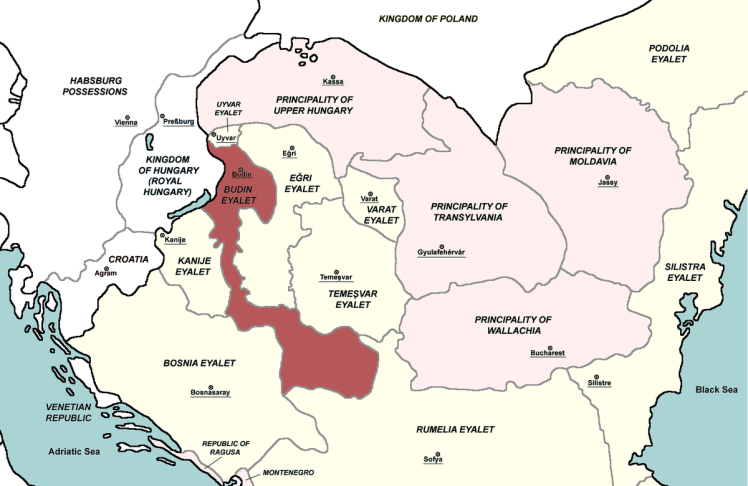 KINGDOM OF POLAND
PODOLIA
EYALET
HABSBURG
POSSESSIONS
Kassa
PRINCIPALITY OF
UPPER HUNGARY
UYVAR
EYALET
Vienna
Preßburg
Uyvar
KINGDOM
OF HUNGARY
(ROYAL
HUNGARY)
Budin
BUDIN
EYALET
Eğri
EĞRI
EYALET
Varat
VARAT
EYALET
PRINCIPALITY OF
TRANSYLVANIA
Gyulafehérvár
PRINCIPALITY OF
MOLDAVIA
Jassy
Kanije
KANIJE
EYALET
CROATIA
Agram
Temeşvar
TEMEŞVAR
EYALET
SILISTRA
EYALET
PRINCIPALITY OF
WALLACHIA
Bucharest
BOSNIA EYALET
Bosnasaray
Silistre
Black Sea
VENETIAN
REPUBLIC
Adriatic Sea
REPUBLIC OF
RAGUSA
MONTENEGRO
RUMELIA EYALET
Sofya